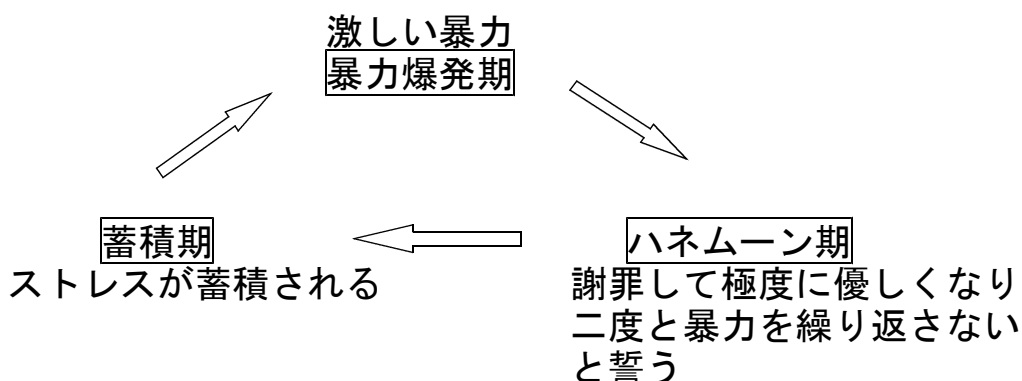 激しい暴力
暴力爆発期
蓄積期
ストレスが蓄積される
ハネムーン期
謝罪して極度に優しくなり
二度と暴力を繰り返さない
と誓う